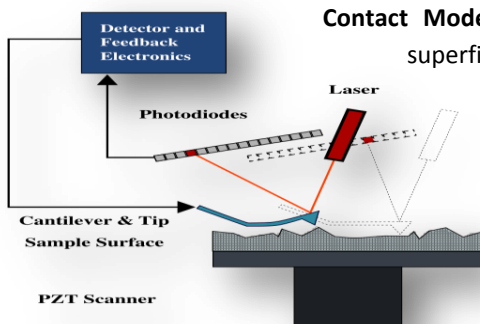 Contact Mode
superfi
Detector and
Feedback
Electronics
Laser
Photodiodes
Cantilever & Tip
Sample Surface
PZT Scanner